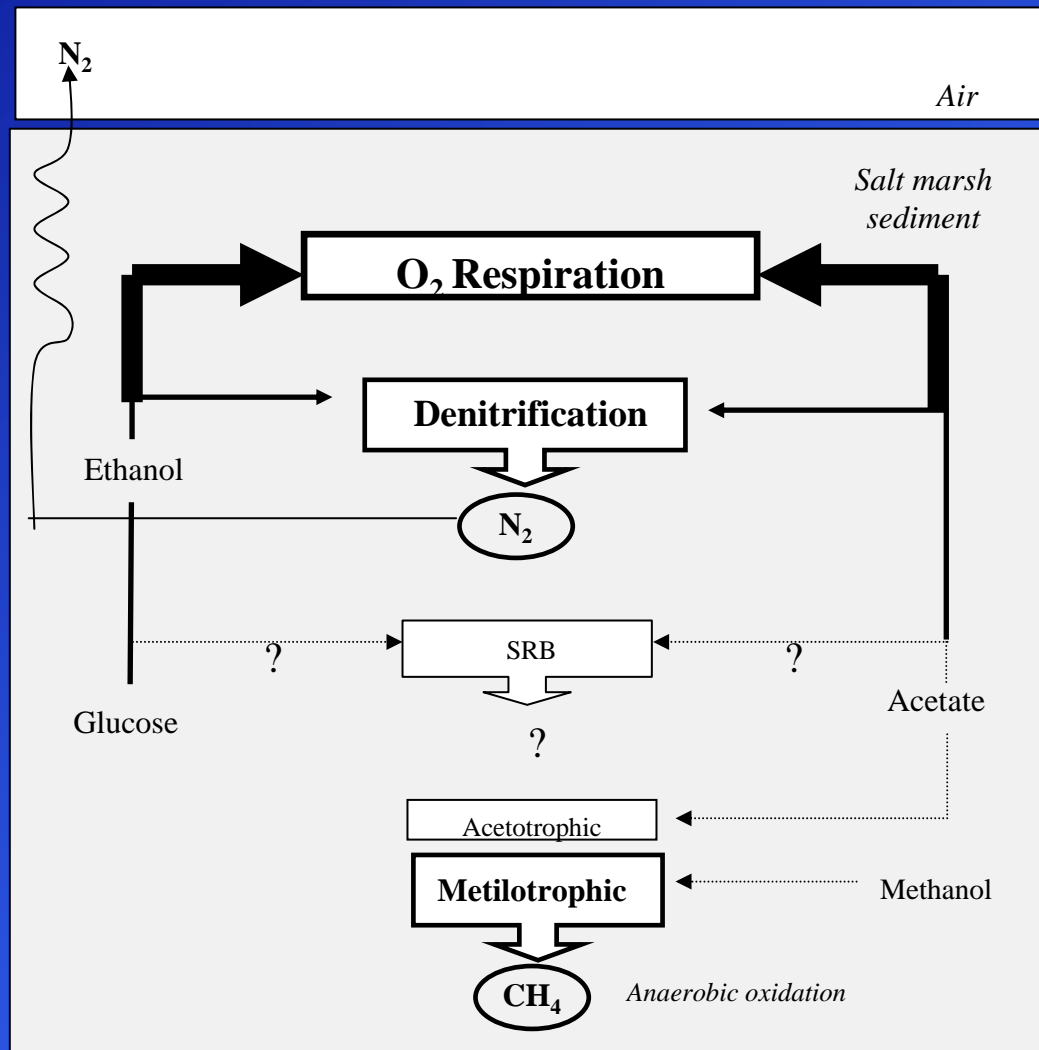 N₂
Air
Salt marsh
sediment
O₂ Respiration
Denitrification
Ethanol
N₂
?
SRB
?
Glucose
Acetate
?
Acetotrophic
Metilotrophic
Methanol
CH₄
Anaerobic oxidation